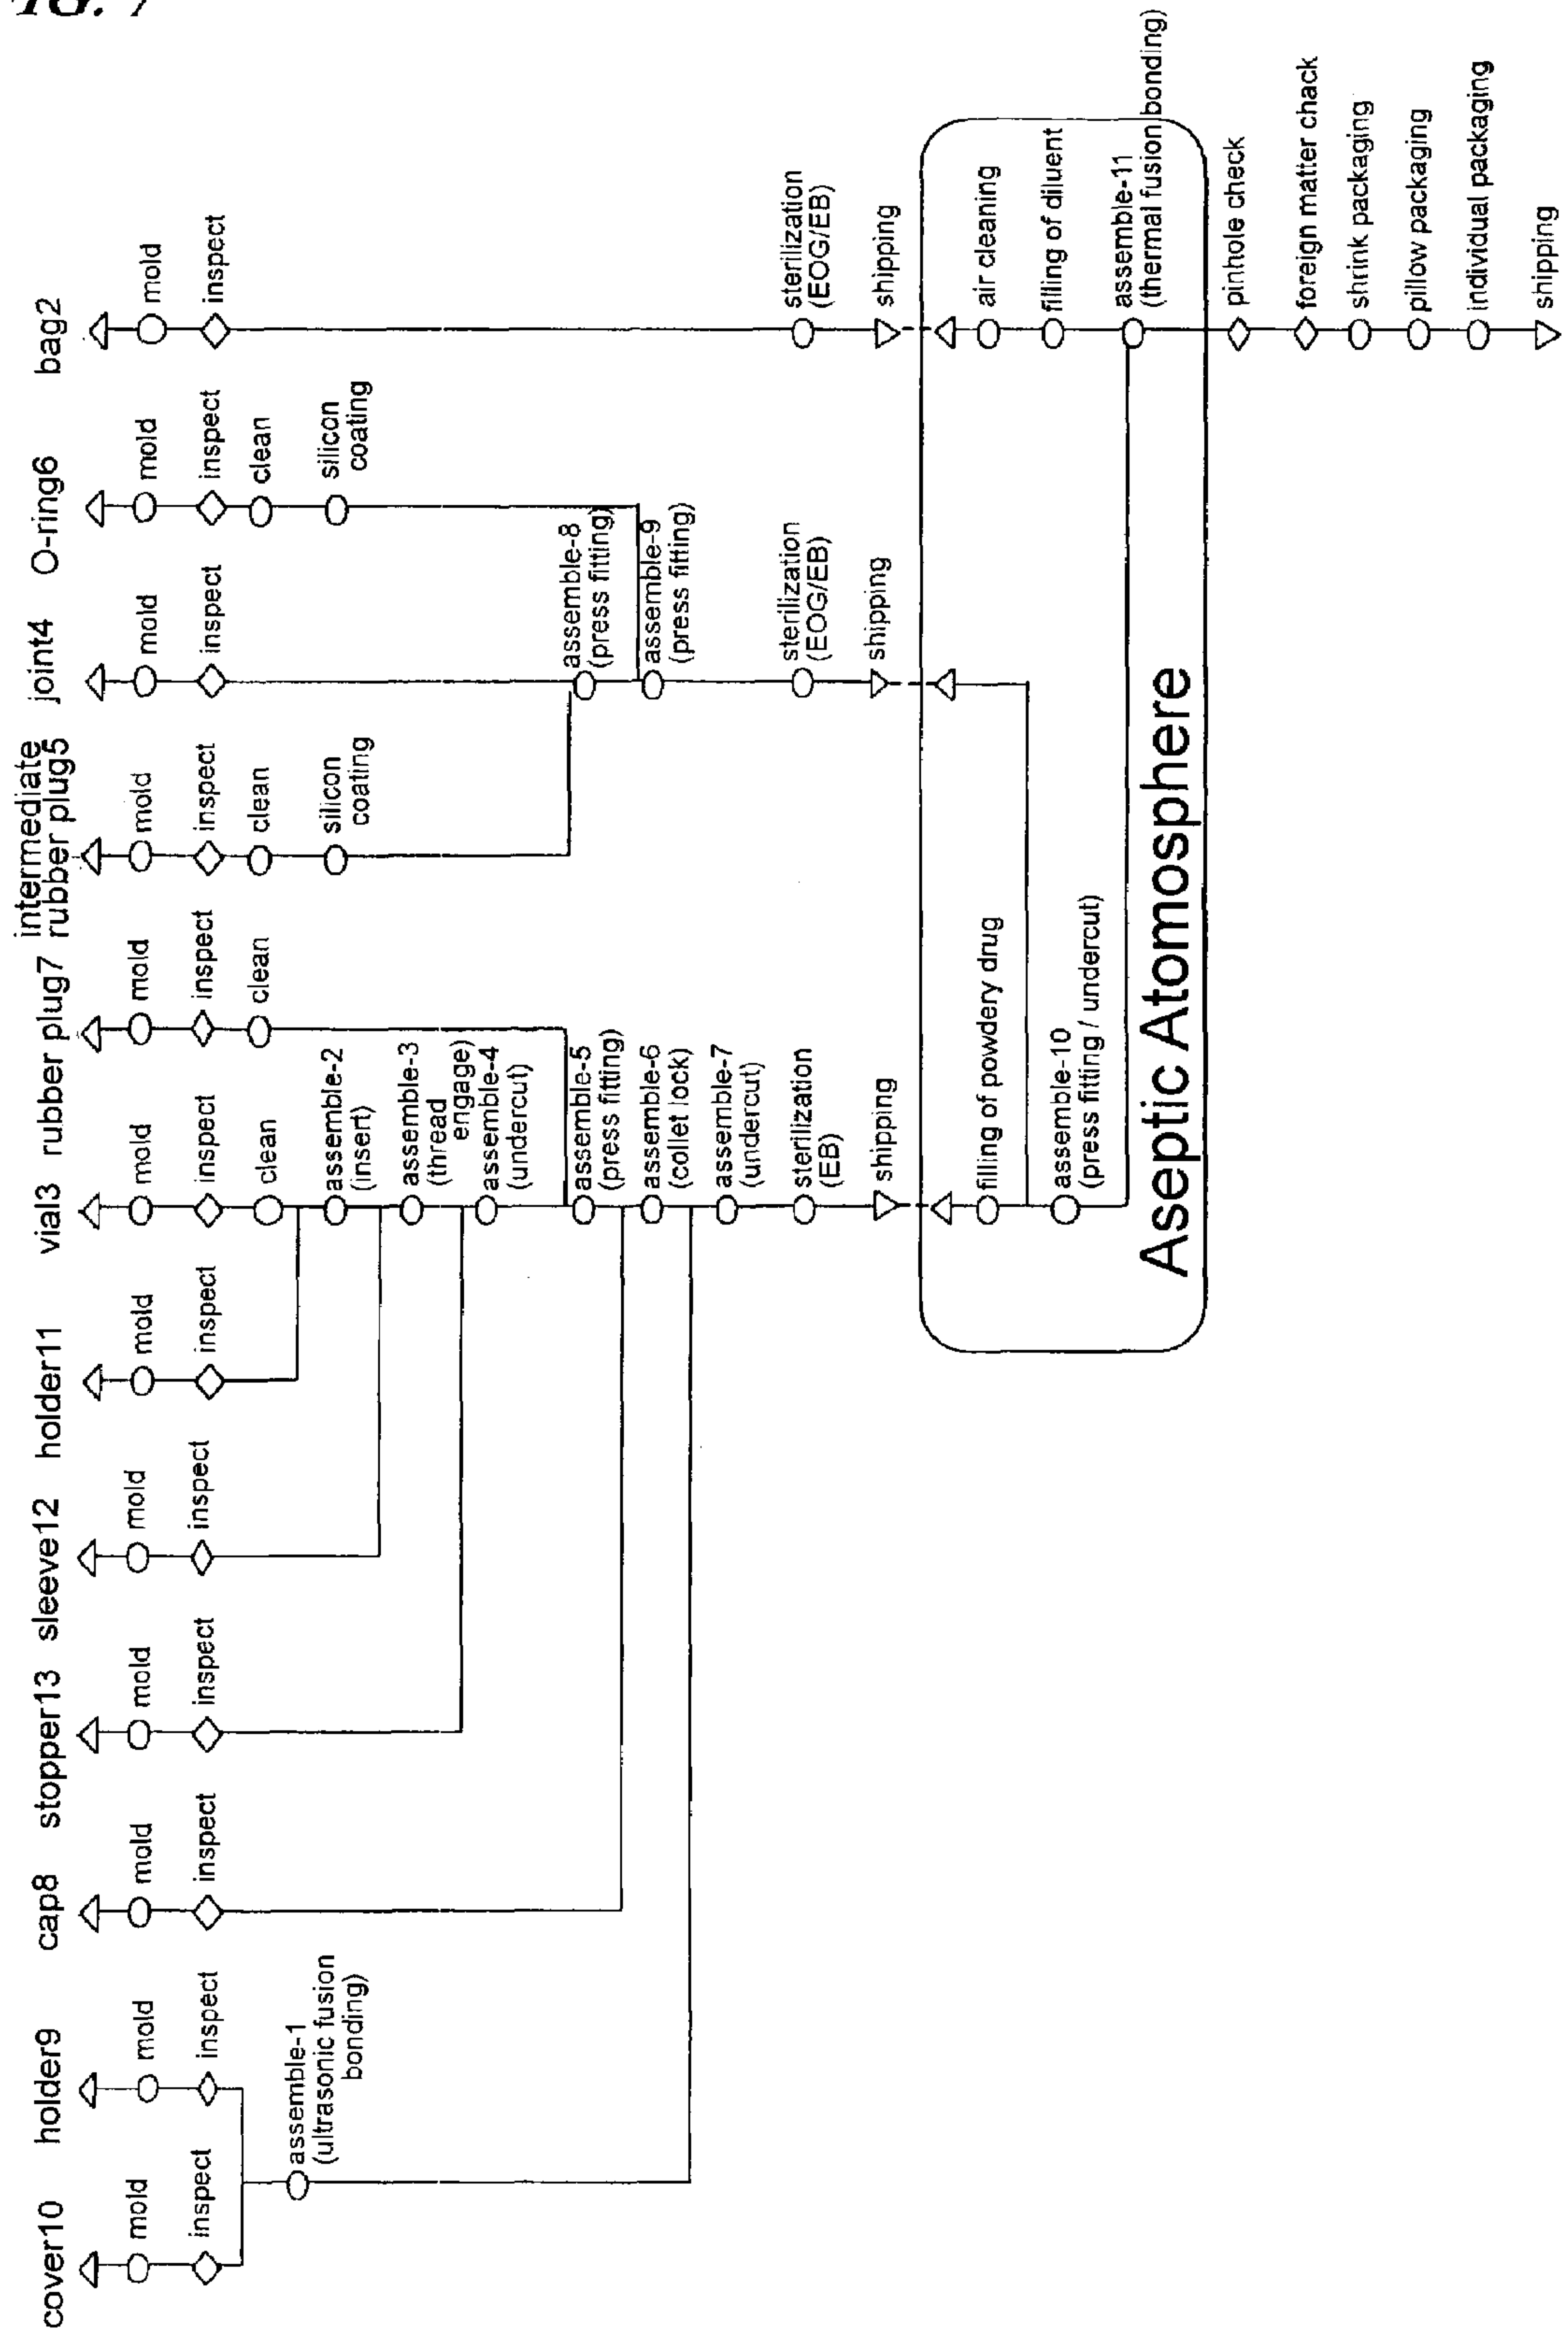 FIG. 7
cover10
mold
inspect
holder9
mold
inspect
assemble-1
(ultrasonic fusion
bonding)
cap8
mold
inspect
stopper13
mold
inspect
sleeve12
mold
inspect
holder11
mold
inspect
vial3
mold
inspect
clean
assemble-2
(insert)
assemble-3
(thread
engage)
assemble-4
(undercut)
assemble-5
(press fitting)
assemble-6
(collet lock)
assemble-7
(undercut)
sterilization
(EB)
shipping
rubber plug7
mold
inspect
clean
intermediate
rubber plug5
mold
inspect
clean
silicon
coating
joint4
mold
inspect
assemble-8
(press fitting)
assemble-9
(press fitting)
sterilization
(EOG/EB)
shipping
O-ring6
mold
inspect
clean
silicon
coating
bag2
mold
inspect
sterilization
(EOG/EB)
shipping
filling of powdery drug
assemble-10
(press fitting / undercut)
air cleaning
filling of diluent
assemble-11
(thermal fusion bonding)
Aseptic Atomosphere
pinhole check
foreign matter chack
shrink packaging
pillow packaging
individual packaging
shipping